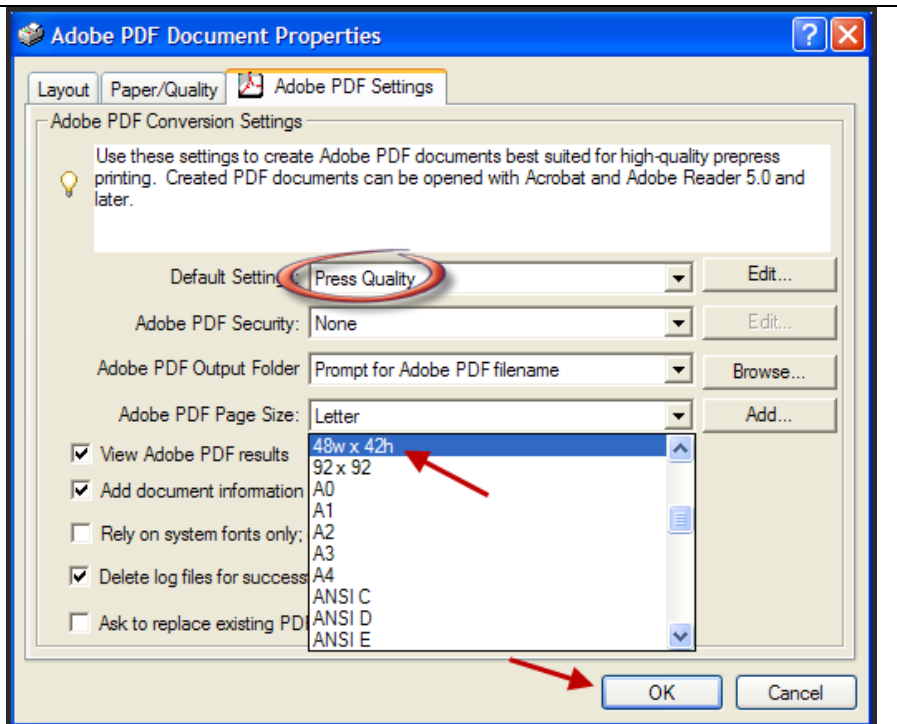 Adobe PDF Document Properties
Layout
Paper/Quality
Adobe PDF Settings
Adobe PDF Conversion Settings
Use these settings to create Adobe PDF documents best suited for high-quality prepress
printing. Created PDF documents can be opened with Acrobat and Adobe Reader 5.0 and
later.
Default Settings: Press Quality Edit...
Adobe PDF Security: None Edit...
Adobe PDF Output Folder Prompt for Adobe PDF filename Browse...
Adobe PDF Page Size: Letter Add...
View Adobe PDF results
Add document information
Rely on system fonts only;
Delete log files for success
Ask to replace existing PD
48w x 42h
92 x 92
A0
A1
A2
A3
A4
ANSI C
ANSI D
ANSI E
OK
Cancel